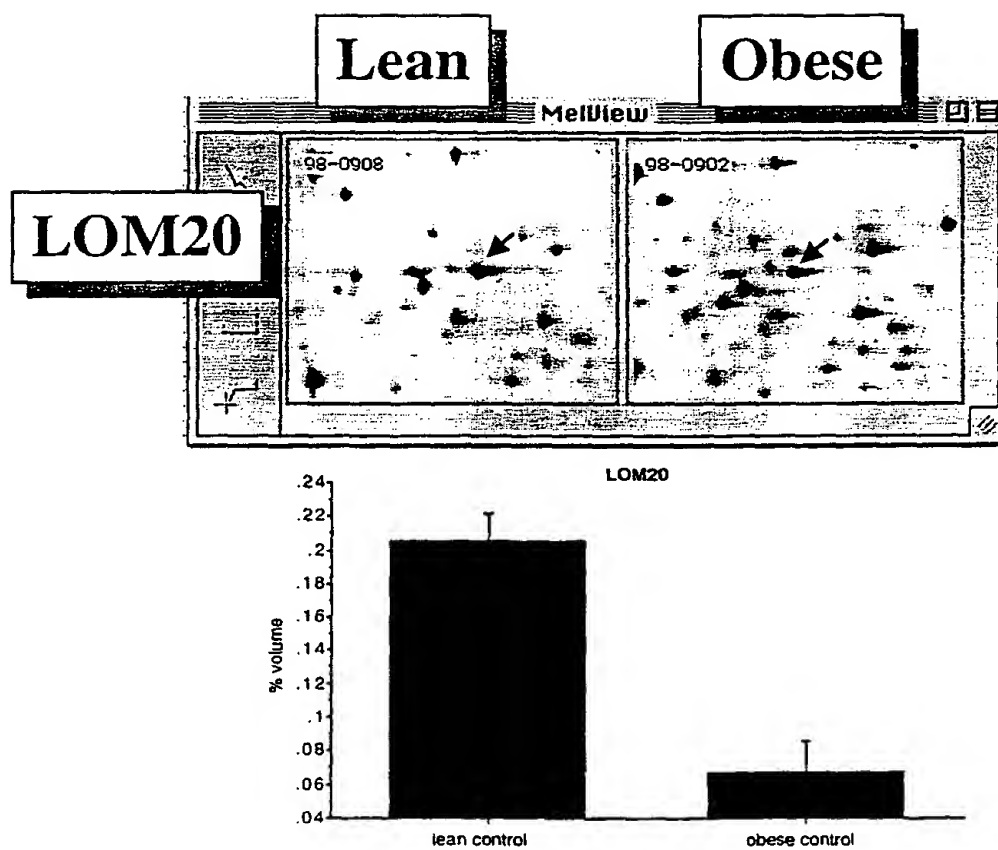 Lean
Obese
MelView
98-0908
98-0902
LOM20
LOM20
.24
.22
.2
.18
.16
.14
.12
.1
.08
.06
.04
% volume
lean control
obese control